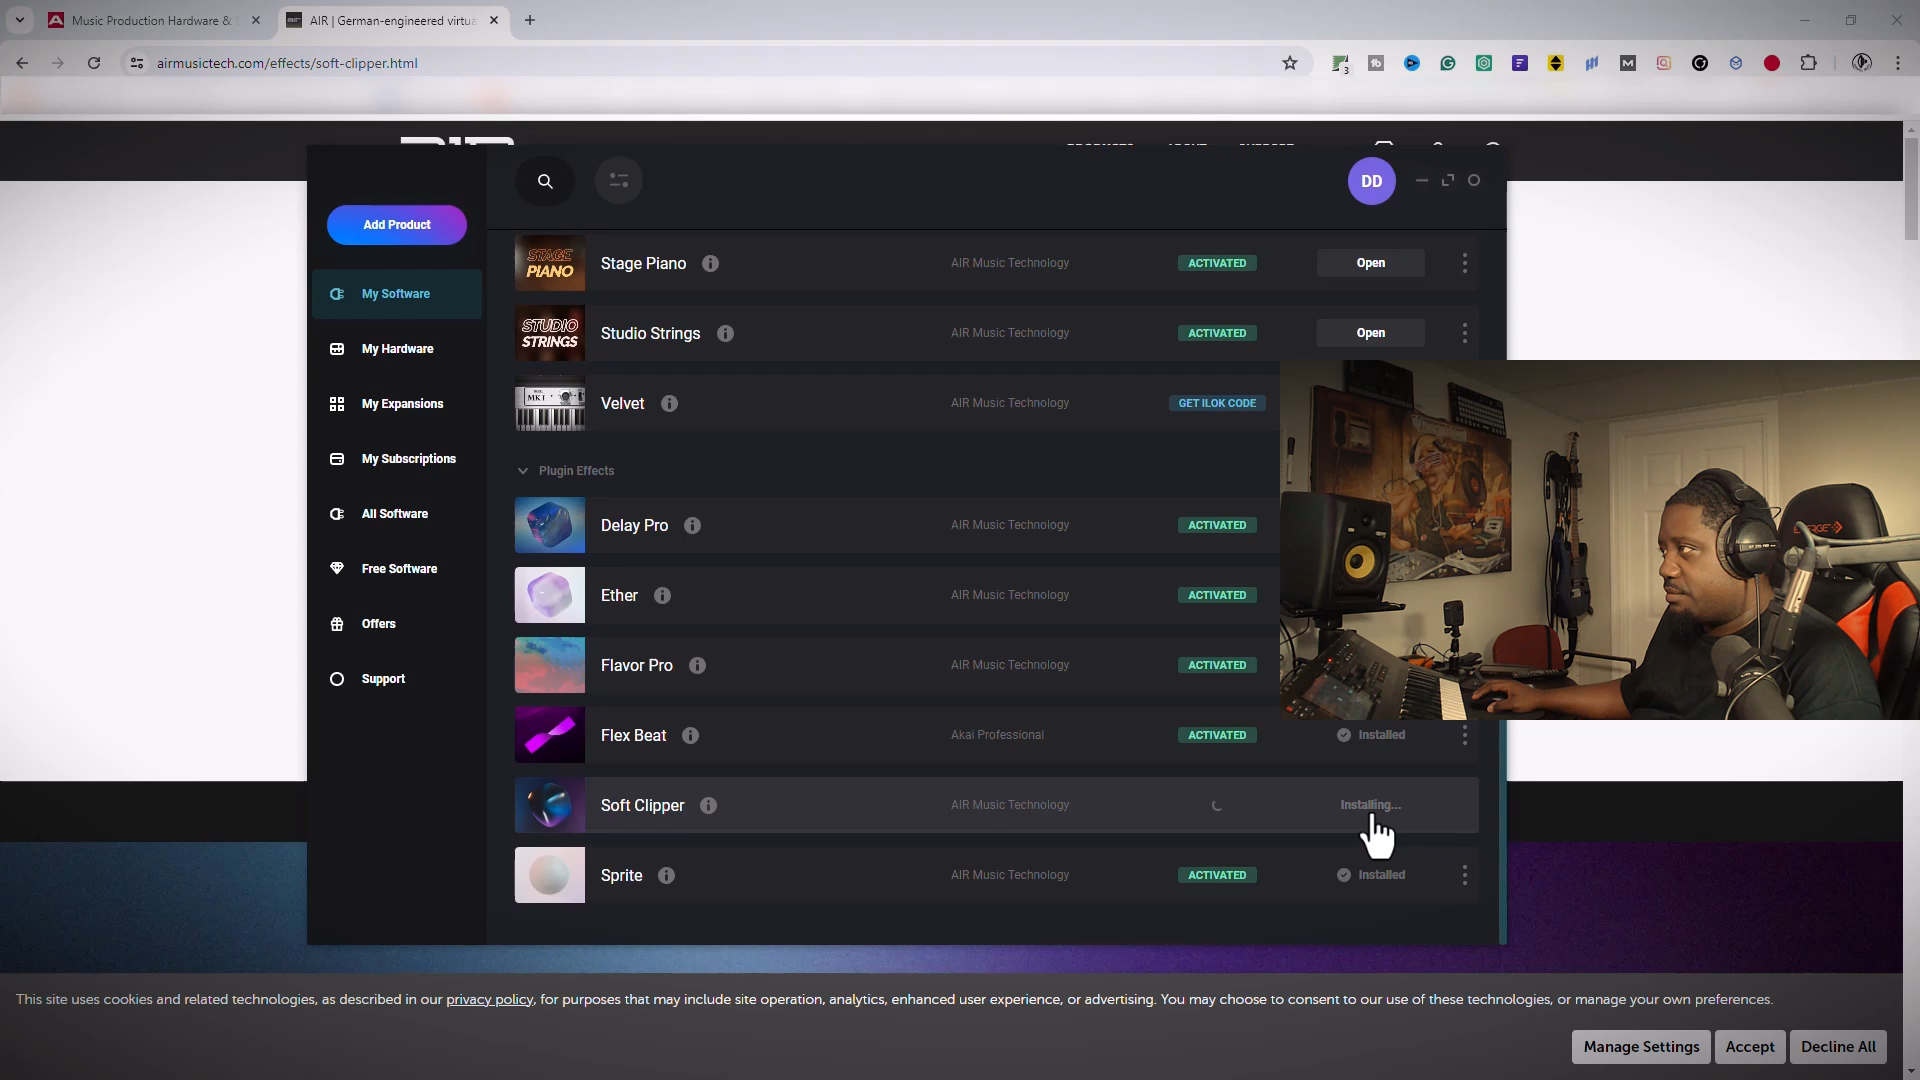 Music Production Hardware &
AIR | German-engineered virtu
airmusictech.com/effects/soft-clipper.html
DD
Add Product
My Software
My Hardware
My Expansions
My Subscriptions
All Software
Free Software
Offers
Support
STAGE PIANO
Stage Piano
AIR Music Technology
ACTIVATED
Open
STUDIO STRINGS
Studio Strings
AIR Music Technology
ACTIVATED
Open
MK I
Velvet
AIR Music Technology
GET ILOK CODE
Plugin Effects
Delay Pro
AIR Music Technology
ACTIVATED
Ether
AIR Music Technology
ACTIVATED
Flavor Pro
AIR Music Technology
ACTIVATED
Flex Beat
Akai Professional
ACTIVATED
Installed
Soft Clipper
AIR Music Technology
Installing...
Sprite
AIR Music Technology
ACTIVATED
Installed
This site uses cookies and related technologies, as described in our privacy policy, for purposes that may include site operation, analytics, enhanced user experience, or advertising. You may choose to consent to our use of these technologies, or manage your own preferences.
Manage Settings
Accept
Decline All